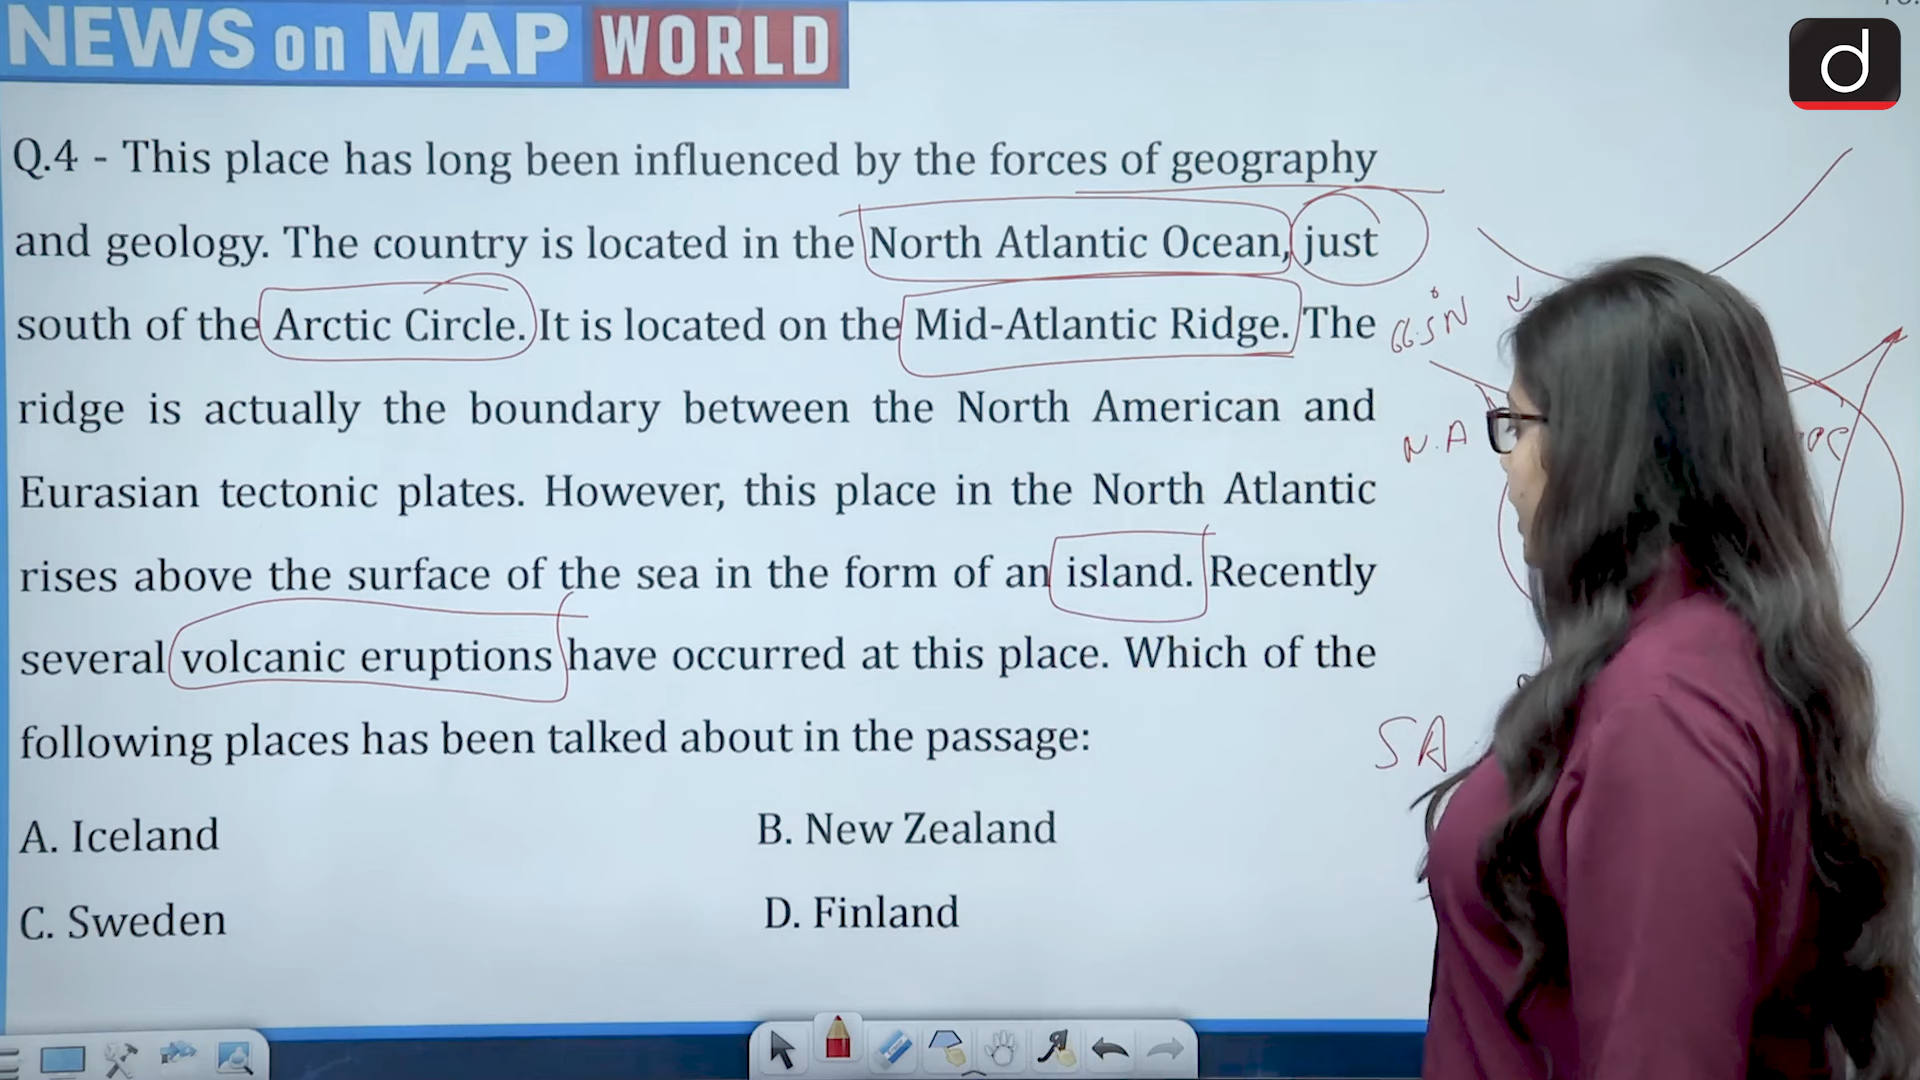 NEWS on MAP WORLD
d
Q.4 - This place has long been influenced by the forces of geography
and geology. The country is located in the North Atlantic Ocean, just
south of the Arctic Circle. It is located on the Mid-Atlantic Ridge. The
66.5 N
ridge is actually the boundary between the North American and
N.A
Eurasian tectonic plates. However, this place in the North Atlantic
rises above the surface of the sea in the form of an island. Recently
several volcanic eruptions have occurred at this place. Which of the
following places has been talked about in the passage:
SA
A. Iceland
B. New Zealand
C. Sweden
D. Finland